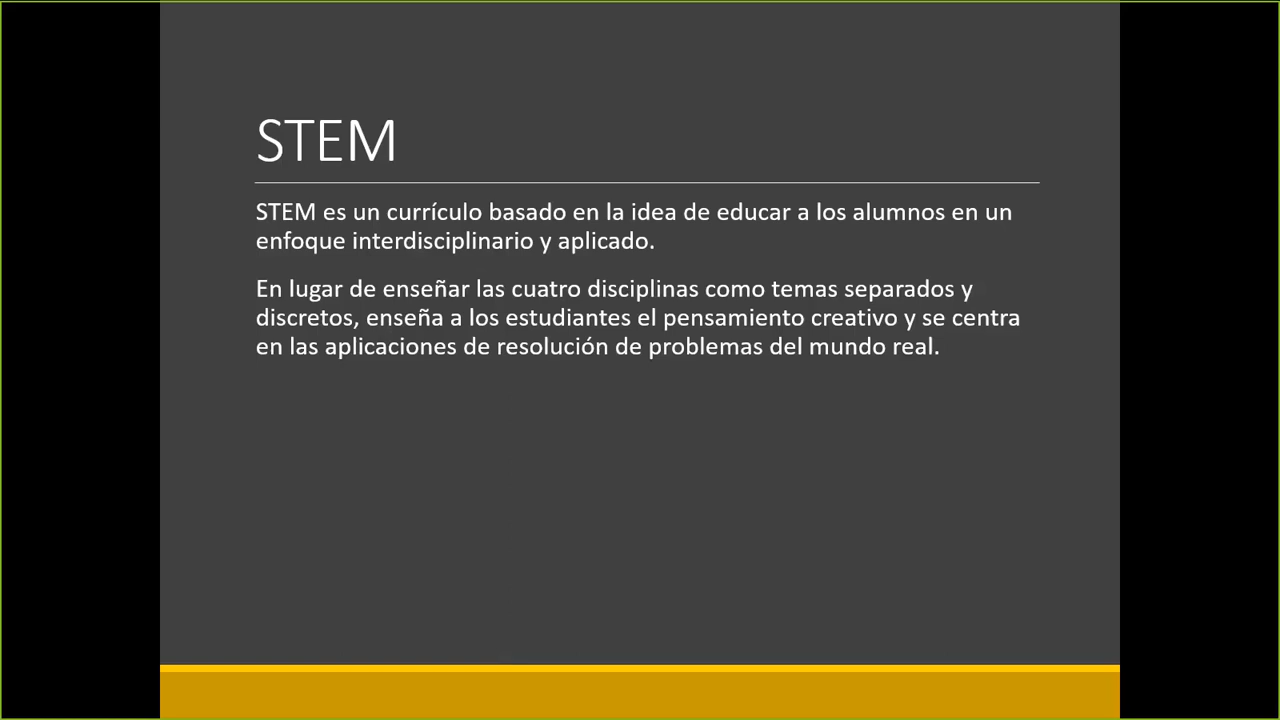 STEM
STEM es un currículo basado en la idea de educar a los alumnos en un
enfoque interdisciplinario y aplicado.
En lugar de enseñar las cuatro disciplinas como temas separados y
discretos, enseña a los estudiantes el pensamiento creativo y se centra
en las aplicaciones de resolución de problemas del mundo real.